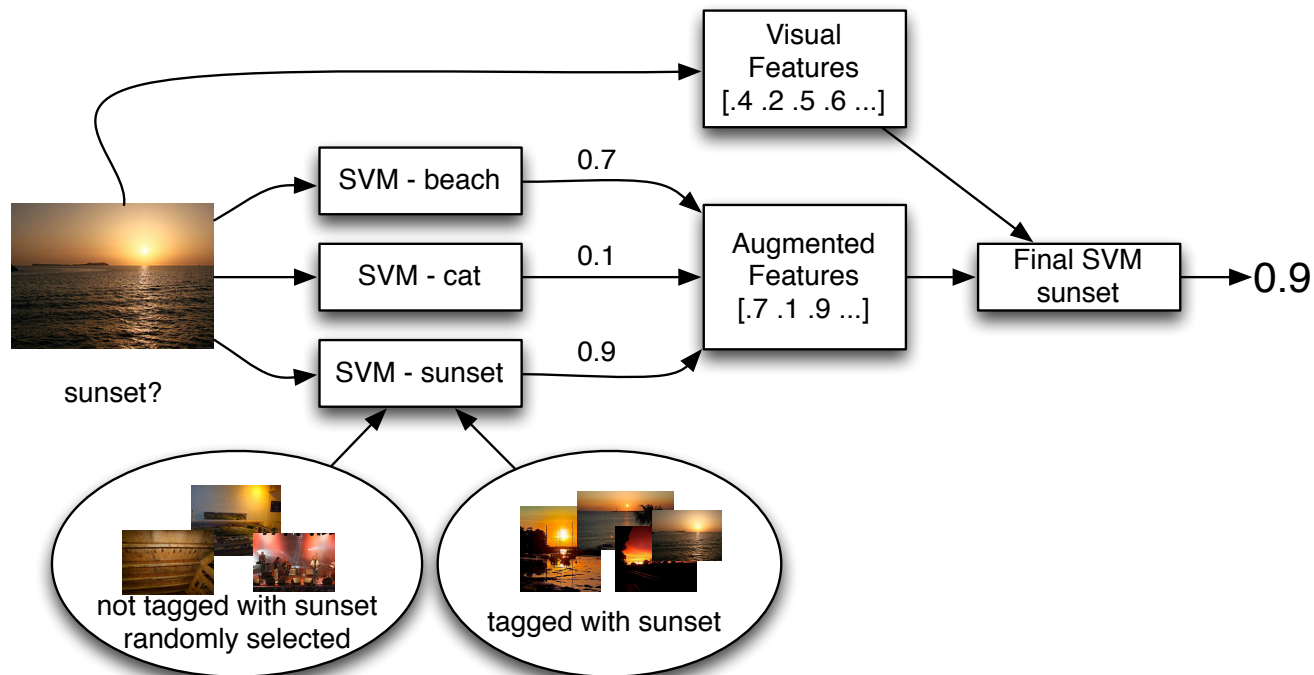 Visual
Features
[.4 .2 .5 .6 ...]
SVM - beach
0.7
SVM - cat
0.1
SVM - sunset
0.9
Augmented
Features
[.7 .1 .9 ...]
Final SVM
sunset
0.9
sunset?
not tagged with sunset
randomly selected
tagged with sunset